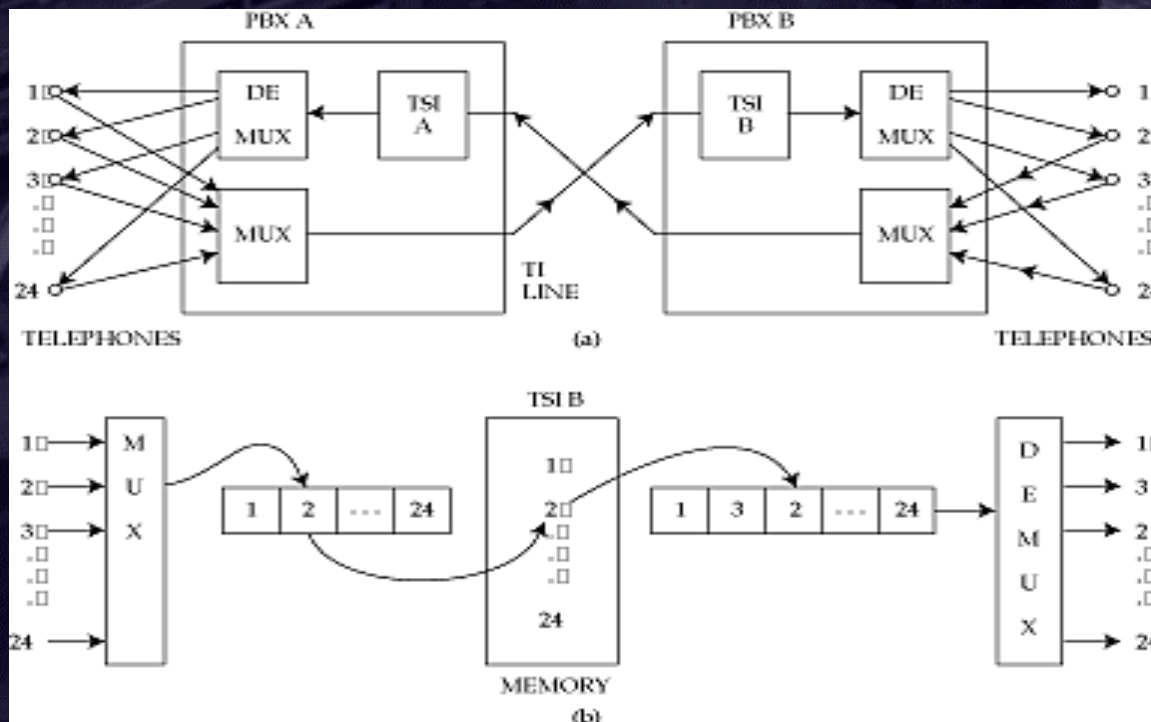 PBX A
PBX B
1
2
3
.
.
.
24
DE
MUX
TSI
A
MUX
TI
LINE
TSI
B
DE
MUX
MUX
1
2
3
.
.
.
24
TELEPHONES
(a)
TELEPHONES
TSI B
1
2
3
.
.
.
24
M
U
X
1 2 --- 24
1
2
.
.
.
24
1 3 2 --- 24
D
E
M
U
X
1
3
2
.
.
.
24
MEMORY
(b)